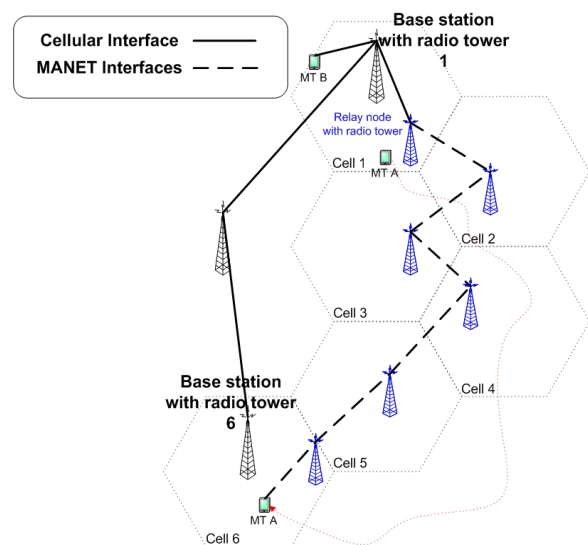 Cellular Interface
MANET Interfaces
Base station
with radio tower
1
MT B
Relay node
with radio tower
Cell 1
MT A
Cell 2
Cell 3
Base station
with radio tower
6
Cell 4
Cell 5
MT A
Cell 6